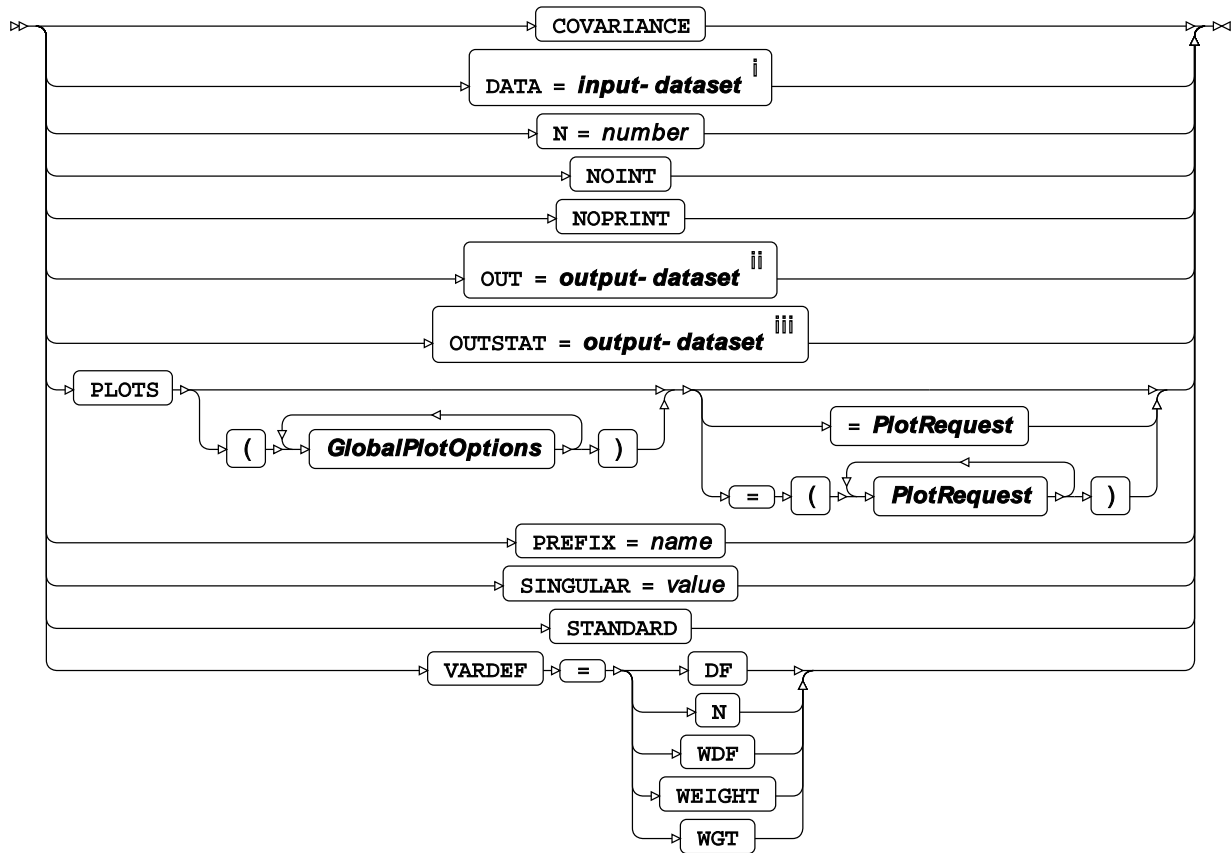 COVARIANCE
DATA = input- dataset i
N = number
NOINT
NOPRINT
OUT = output- dataset ii
OUTSTAT = output- dataset iii
PLOTS
( GlobalPlotOptions )
= PlotRequest
= ( PlotRequest )
PREFIX = name
SINGULAR = value
STANDARD
VARDEF = DF
N
WDF
WEIGHT
WGT